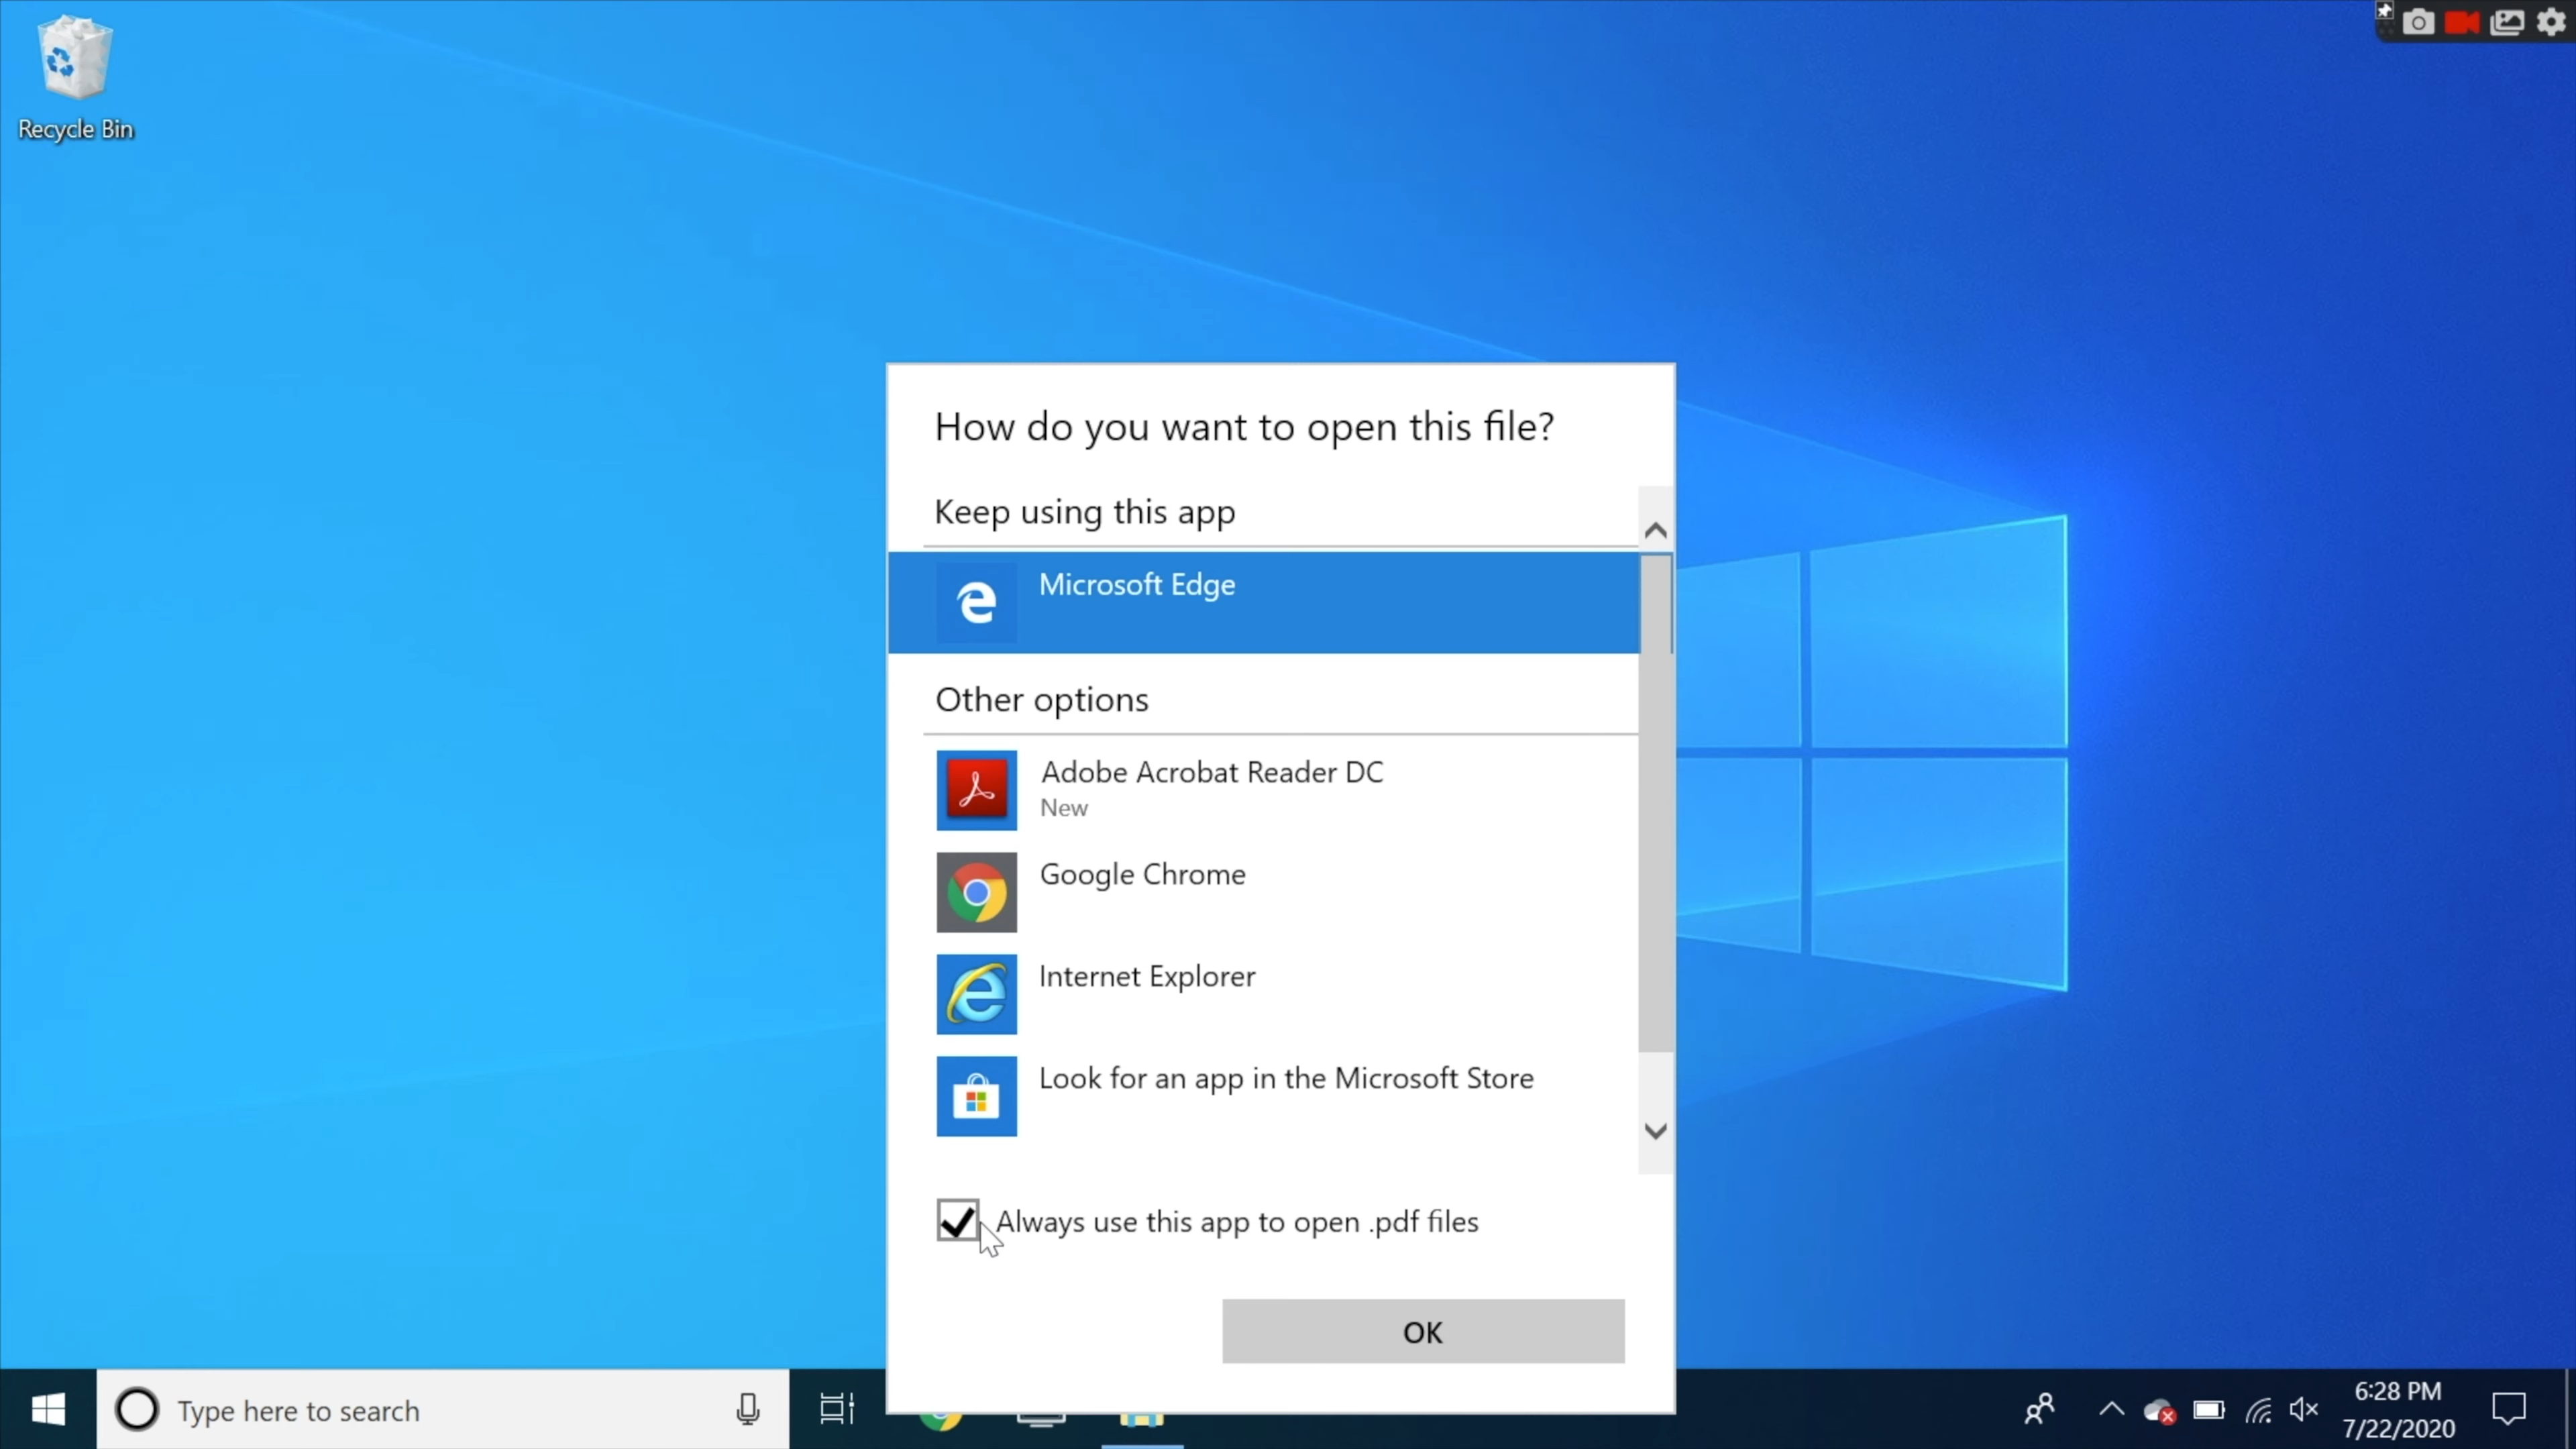 Recycle Bin
How do you want to open this file?
Keep using this app
Microsoft Edge
Other options
Adobe Acrobat Reader DC
New
Google Chrome
Internet Explorer
Look for an app in the Microsoft Store
Always use this app to open .pdf files
OK
Type here to search
6:28 PM
7/22/2020